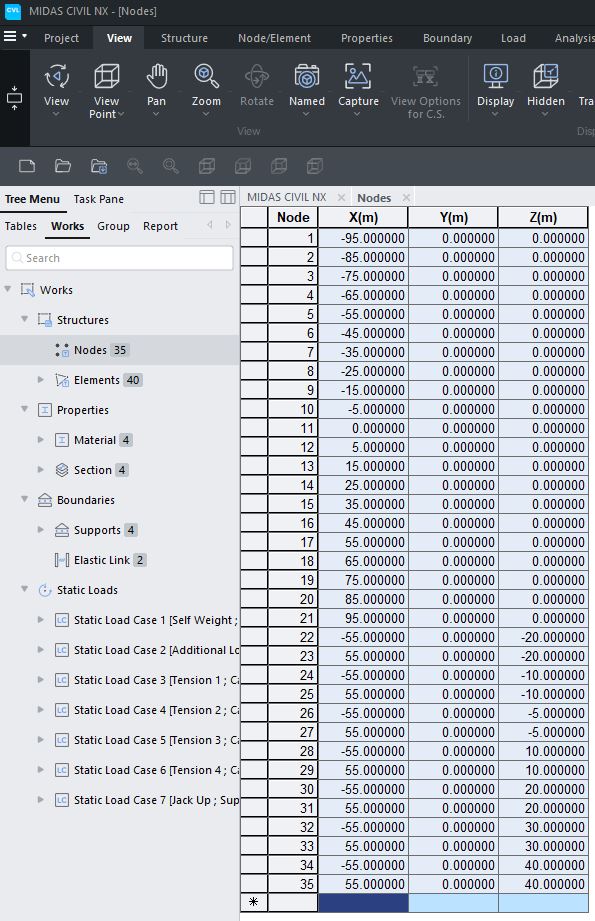 CVL MIDAS CIVIL NX - [Nodes]
Project View Structure Node/Element Properties Boundary Load Analysis
View View Point Pan Zoom Rotate Named Capture View Options for C.S. Display Hidden Tra
View Disp
Tree Menu Task Pane
Tables Works Group Report
Search
Works
Structures
Nodes 35
Elements 40
Properties
Material 4
Section 4
Boundaries
Supports 4
Elastic Link 2
Static Loads
LC Static Load Case 1 [Self Weight ;
LC Static Load Case 2 [Additional Lo
LC Static Load Case 3 [Tension 1 ; Ca
LC Static Load Case 4 [Tension 2 ; Ca
LC Static Load Case 5 [Tension 3 ; Ca
LC Static Load Case 6 [Tension 4 ; Ca
LC Static Load Case 7 [Jack Up ; Sup
MIDAS CIVIL NX × Nodes ×
Node X(m) Y(m) Z(m)
1 -95.000000 0.000000 0.000000
2 -85.000000 0.000000 0.000000
3 -75.000000 0.000000 0.000000
4 -65.000000 0.000000 0.000000
5 -55.000000 0.000000 0.000000
6 -45.000000 0.000000 0.000000
7 -35.000000 0.000000 0.000000
8 -25.000000 0.000000 0.000000
9 -15.000000 0.000000 0.000000
10 -5.000000 0.000000 0.000000
11 0.000000 0.000000 0.000000
12 5.000000 0.000000 0.000000
13 15.000000 0.000000 0.000000
14 25.000000 0.000000 0.000000
15 35.000000 0.000000 0.000000
16 45.000000 0.000000 0.000000
17 55.000000 0.000000 0.000000
18 65.000000 0.000000 0.000000
19 75.000000 0.000000 0.000000
20 85.000000 0.000000 0.000000
21 95.000000 0.000000 0.000000
22 -55.000000 0.000000 -20.000000
23 55.000000 0.000000 -20.000000
24 -55.000000 0.000000 -10.000000
25 55.000000 0.000000 -10.000000
26 -55.000000 0.000000 -5.000000
27 55.000000 0.000000 -5.000000
28 -55.000000 0.000000 10.000000
29 55.000000 0.000000 10.000000
30 -55.000000 0.000000 20.000000
31 55.000000 0.000000 20.000000
32 -55.000000 0.000000 30.000000
33 55.000000 0.000000 30.000000
34 -55.000000 0.000000 40.000000
35 55.000000 0.000000 40.000000
*